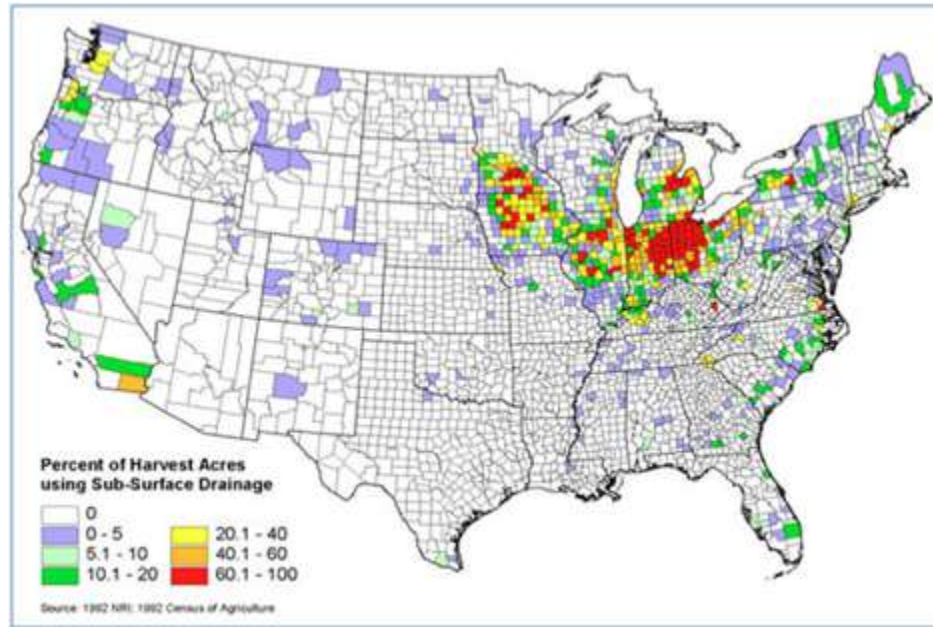 Percent of Harvest Acres
using Sub-Surface Drainage
0
0 - 5
5.1 - 10
10.1 - 20
20.1 - 40
40.1 - 60
60.1 - 100
Source: 1992 NRI; 1992 Census of Agriculture